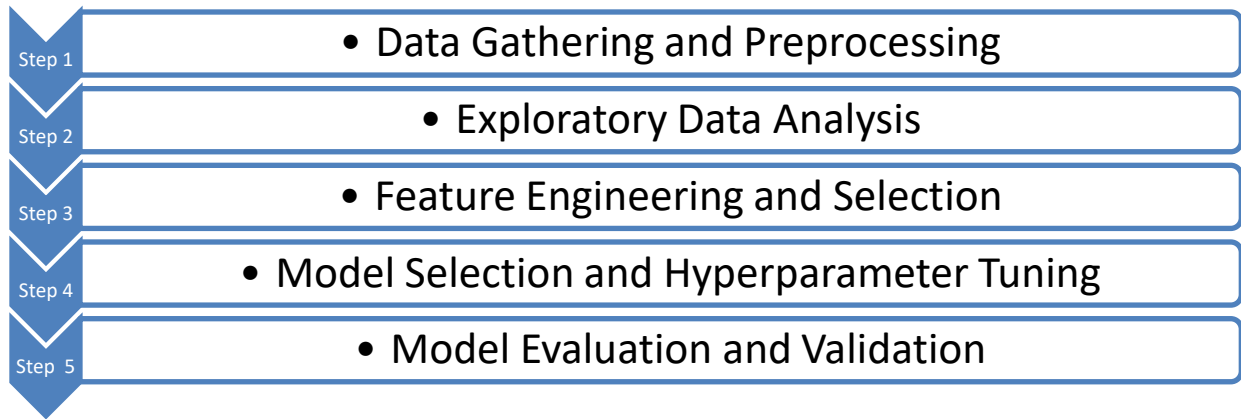 Step 1
• Data Gathering and Preprocessing
Step 2
• Exploratory Data Analysis
Step 3
• Feature Engineering and Selection
Step 4
• Model Selection and Hyperparameter Tuning
Step 5
• Model Evaluation and Validation